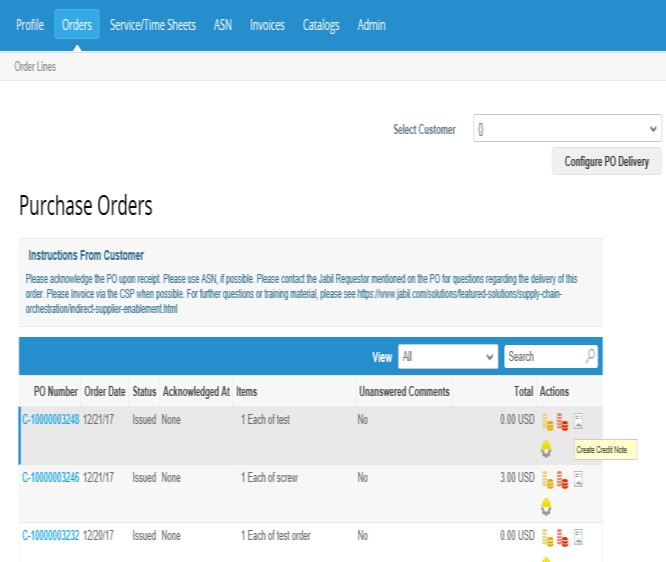 Profile Orders Service/Time Sheets ASN Invoices Catalogs Admin
Order Lines
Select Customer {}
Configure PO Delivery
Purchase Orders
Instructions From Customer
Please acknowledge the PO upon receipt. Please use ASN, if possible. Please contact the Jabil Requestor mentioned on the PO for questions regarding the delivery of this
order. Please Invoice via the CSP when possible. For further questions or training material, please see https://www.jabil.com/solutions/featured-solutions/supply-chain-
orchestration/indirect-supplier-enablement.html
View All Search
PO Number Order Date Status Acknowledged At Items Unanswered Comments Total Actions
C-10000003248 12/21/17 Issued None 1 Each of test No 0.00 USD
Create Credit Note
C-10000003246 12/21/17 Issued None 1 Each of screw No 3.00 USD
C-10000003232 12/20/17 Issued None 1 Each of test order No 0.00 USD